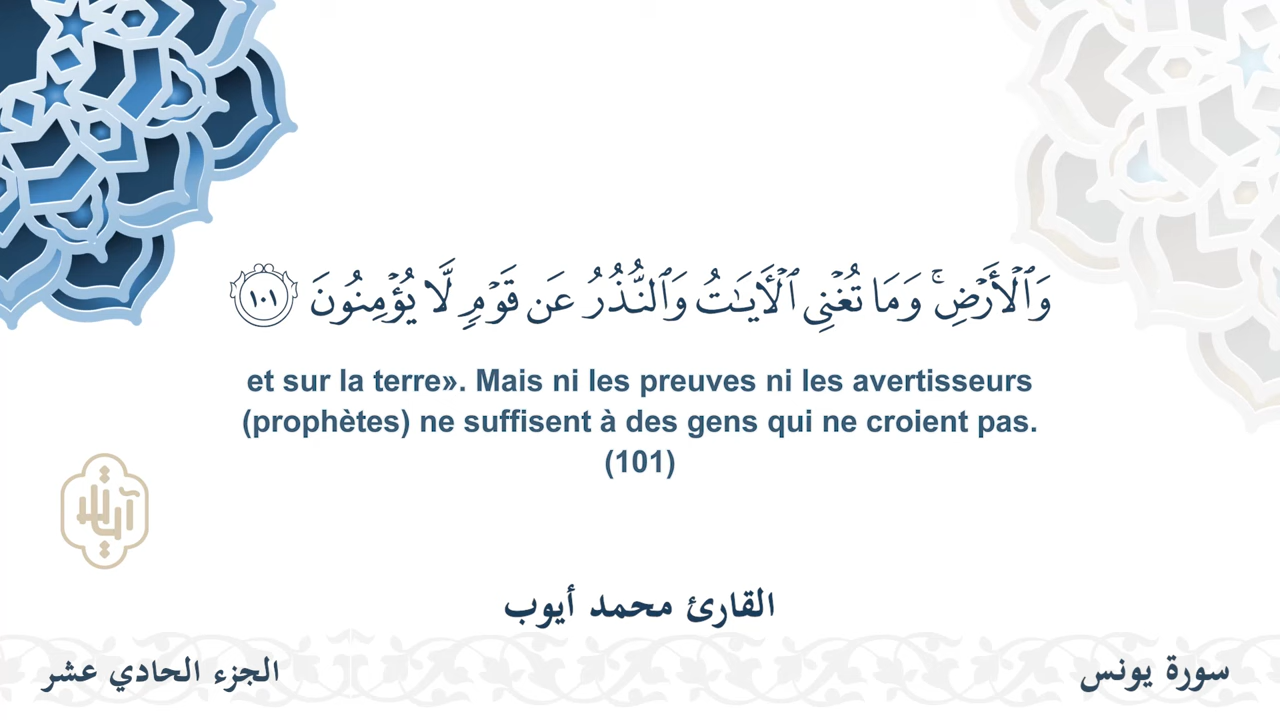 وَٱلۡأَرۡضِۚ وَمَا تُغۡنِي ٱلۡأٓيَٰتُ وَٱلنُّذُرُ عَن قَوۡمٖ لَّا يُؤۡمِنُونَ ١٠١
et sur la terre». Mais ni les preuves ni les avertisseurs
(prophètes) ne suffisent à des gens qui ne croient pas.
(101)
آيات
القارئ محمد أيوب
سورة يونس
الجزء الحادي عشر